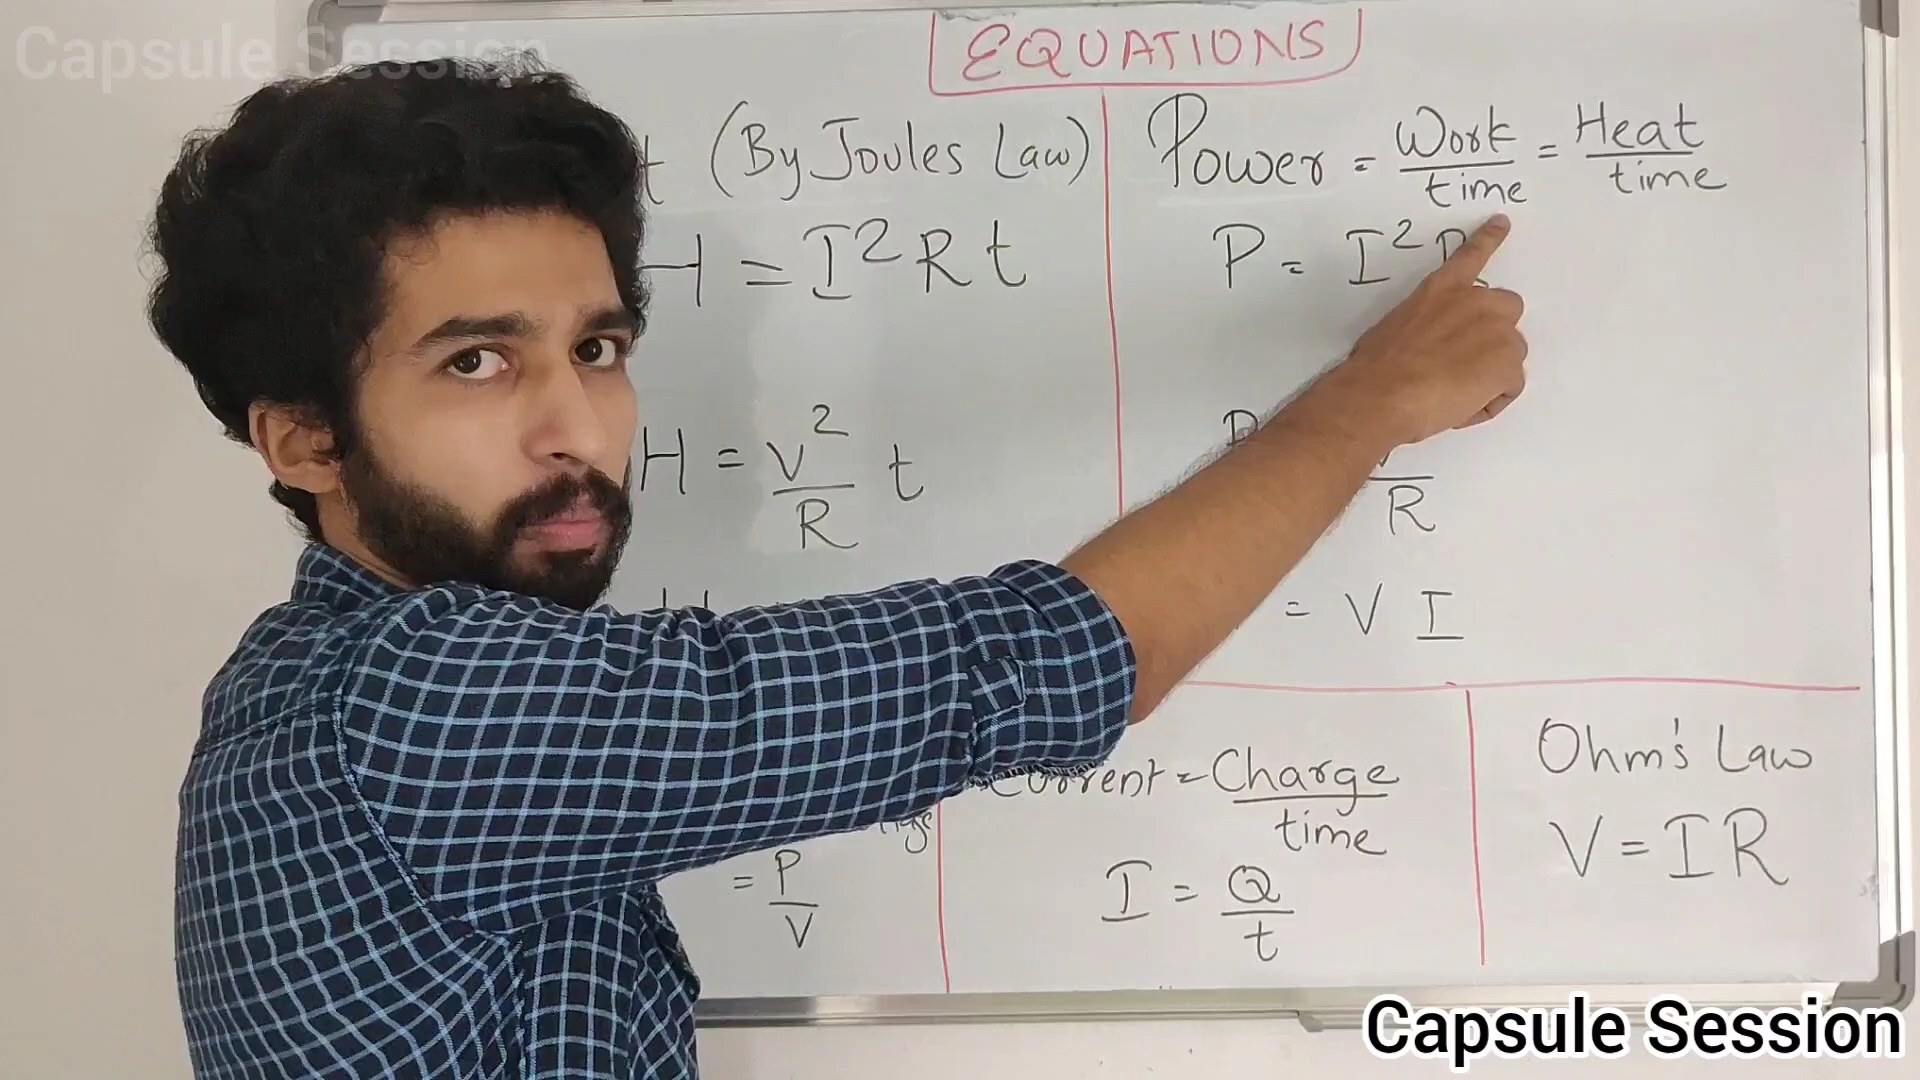 Capsule Session
EQUATIONS
t (By Joules Law)
H = I² R t
H = V²/R t
Power = Work/time = Heat/time
P = I² R
R
= V I
= P/V
Current = Charge/time
I = Q/t
Ohm's Law
V = IR
Capsule Session